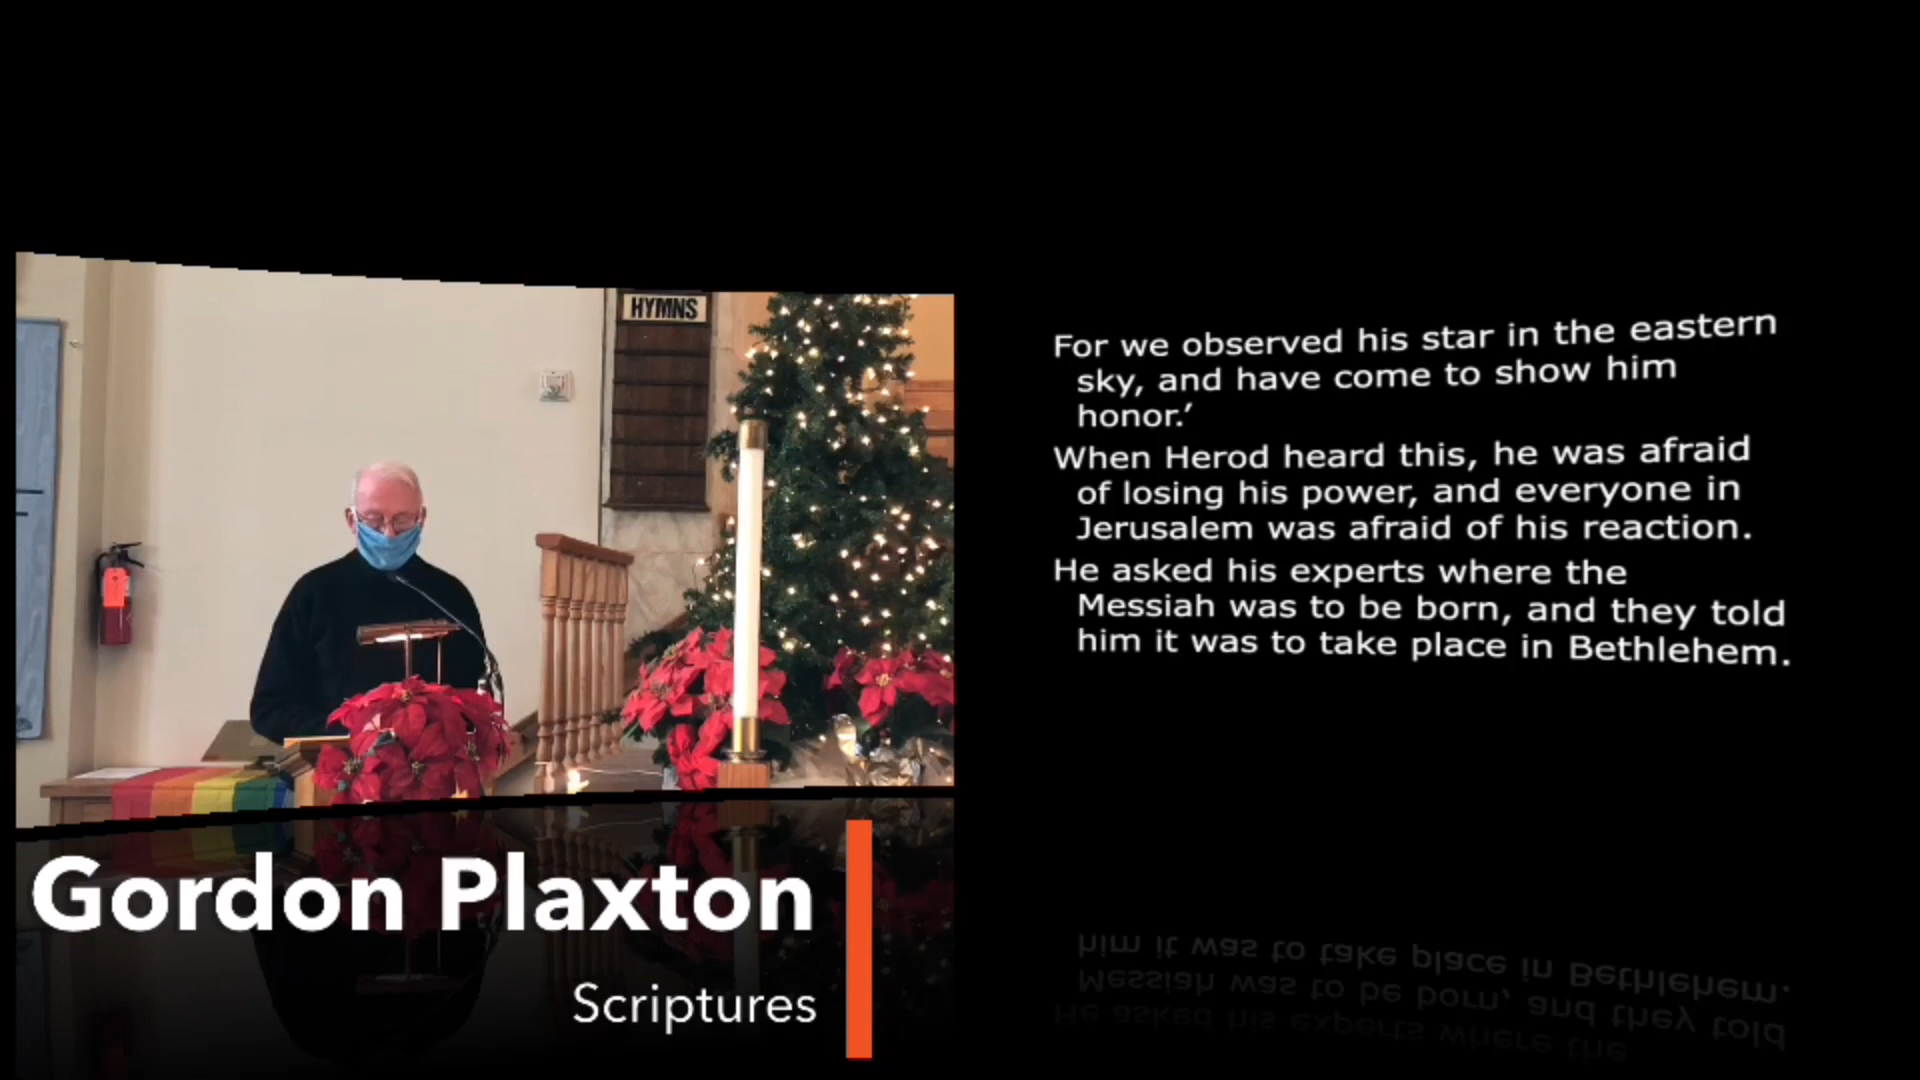 HYMNS
For we observed his star in the eastern
sky, and have come to show him
honor.’
When Herod heard this, he was afraid
of losing his power, and everyone in
Jerusalem was afraid of his reaction.
He asked his experts where the
Messiah was to be born, and they told
him it was to take place in Bethlehem.
Gordon Plaxton
Scriptures